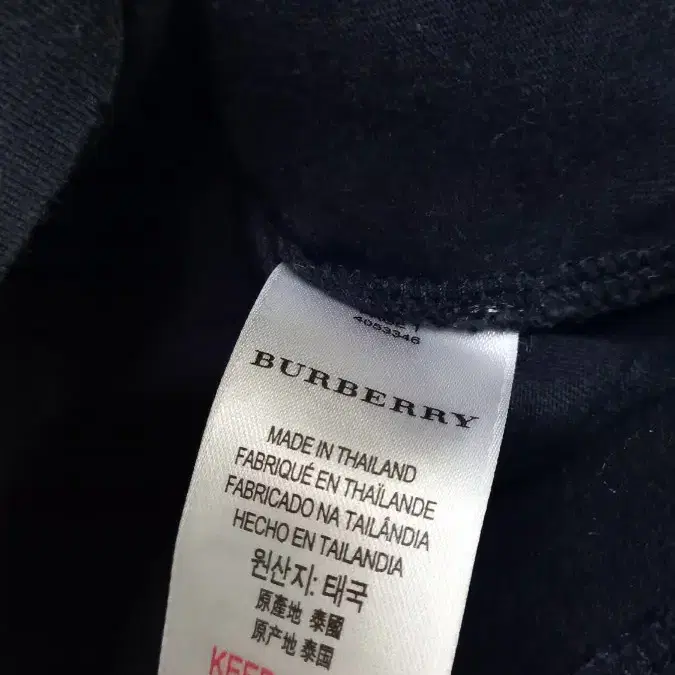 4053346
BURBERRY
MADE IN THAILAND
FABRIQUÉ EN THAÏLANDE
FABRICADO NA TAILÂNDIA
HECHO EN TAILANDIA
원산지: 태국
原產地 泰國
原产地 泰国
KEEP